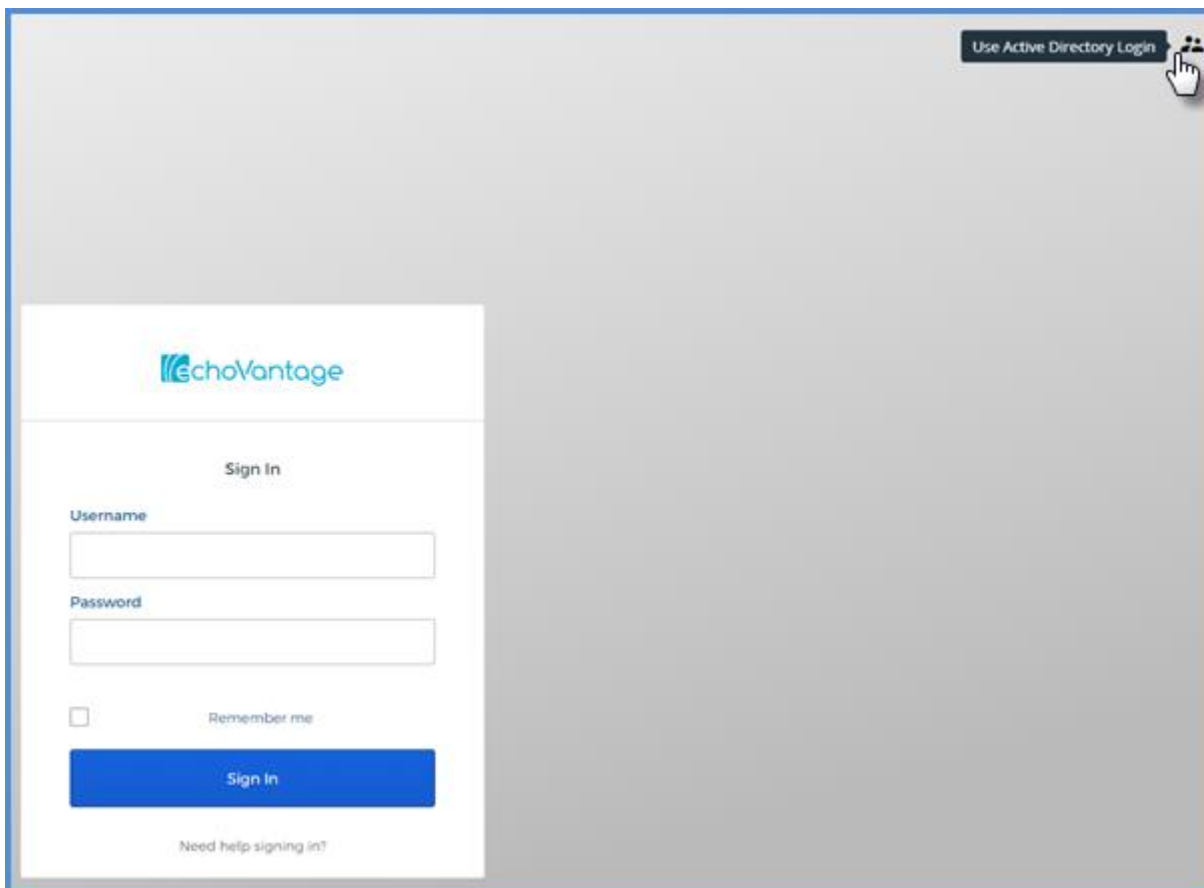 Use Active Directory Login
echoVantage
Sign In
Username
Password
Remember me
Sign In
Need help signing in?